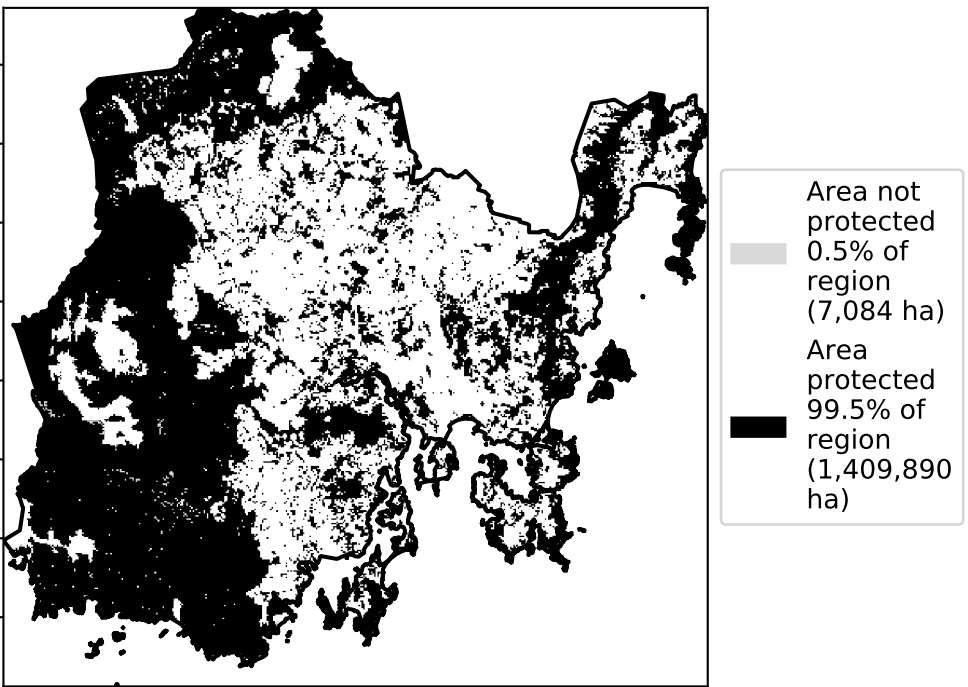 Area not
protected
0.5% of
region
(7,084 ha)
Area
protected
99.5% of
region
(1,409,890
ha)